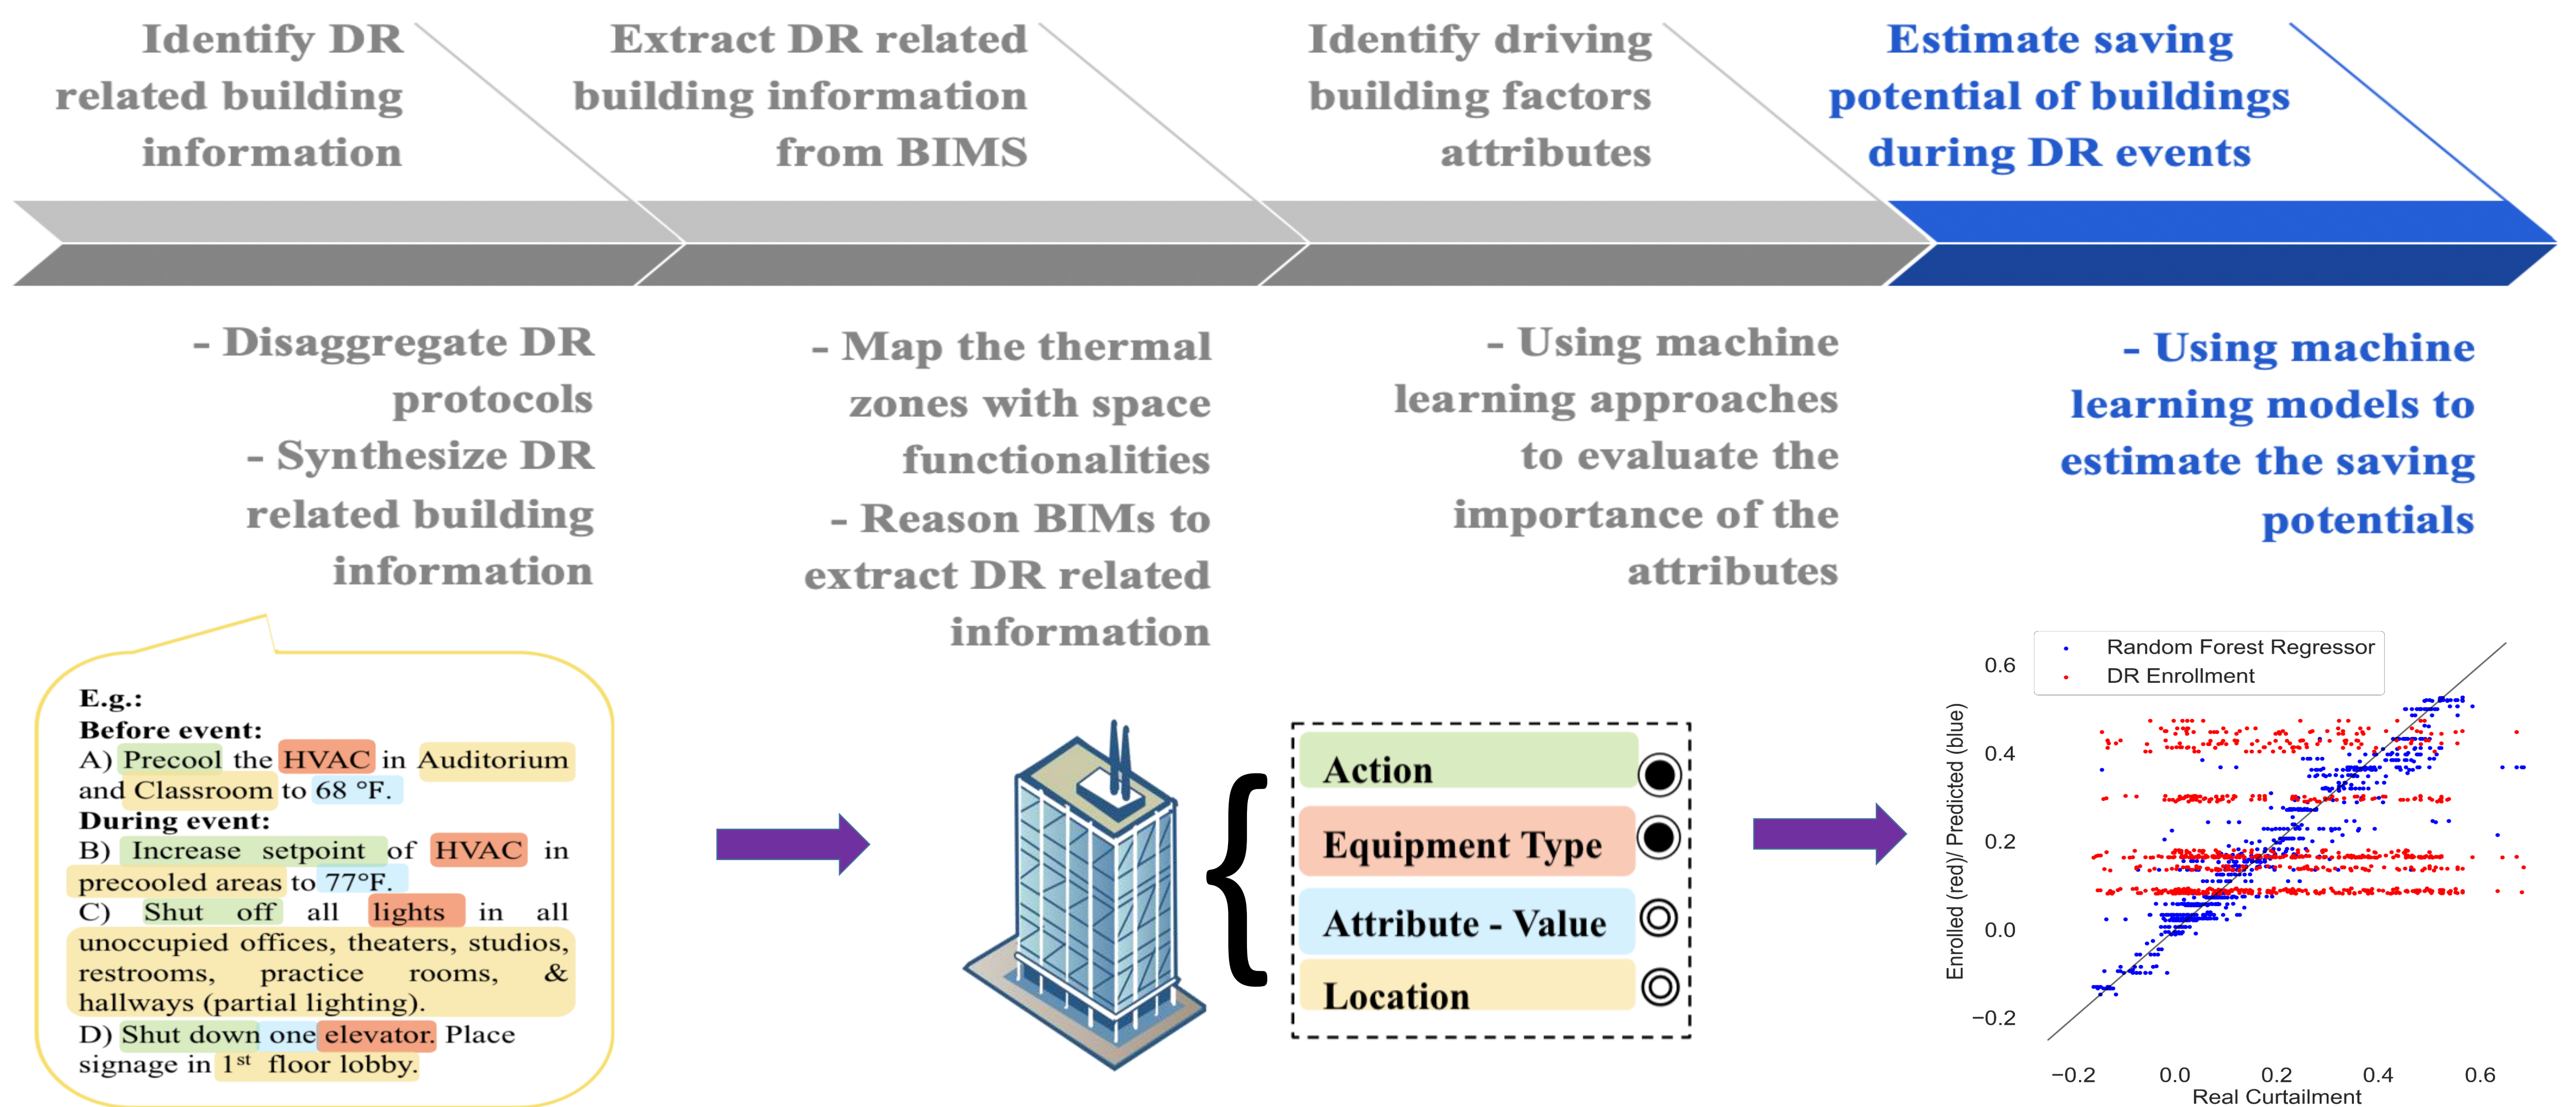 Identify DR
related building
information
Extract DR related
building information
from BIMS
Identify driving
building factors
attributes
Estimate saving
potential of buildings
during DR events
- Disaggregate DR
protocols
- Synthesize DR
related building
information
- Map the thermal
zones with space
functionalities
- Reason BIMs to
extract DR related
information
- Using machine
learning approaches
to evaluate the
importance of the
attributes
- Using machine
learning models to
estimate the saving
potentials
E.g.:
Before event:
A) Precool the HVAC in Auditorium
and Classroom to 68 °F.
During event:
B) Increase setpoint of HVAC in
precooled areas to 77°F.
C) Shut off all lights in all
unoccupied offices, theaters, studios,
restrooms, practice rooms, &
hallways (partial lighting).
D) Shut down one elevator. Place
signage in 1st floor lobby.
{
Action
Equipment Type
Attribute - Value
Location
Random Forest Regressor
DR Enrollment
Enrolled (red)/ Predicted (blue)
0.6
0.4
0.2
0.0
−0.2
−0.2 0.0 0.2 0.4 0.6
Real Curtailment